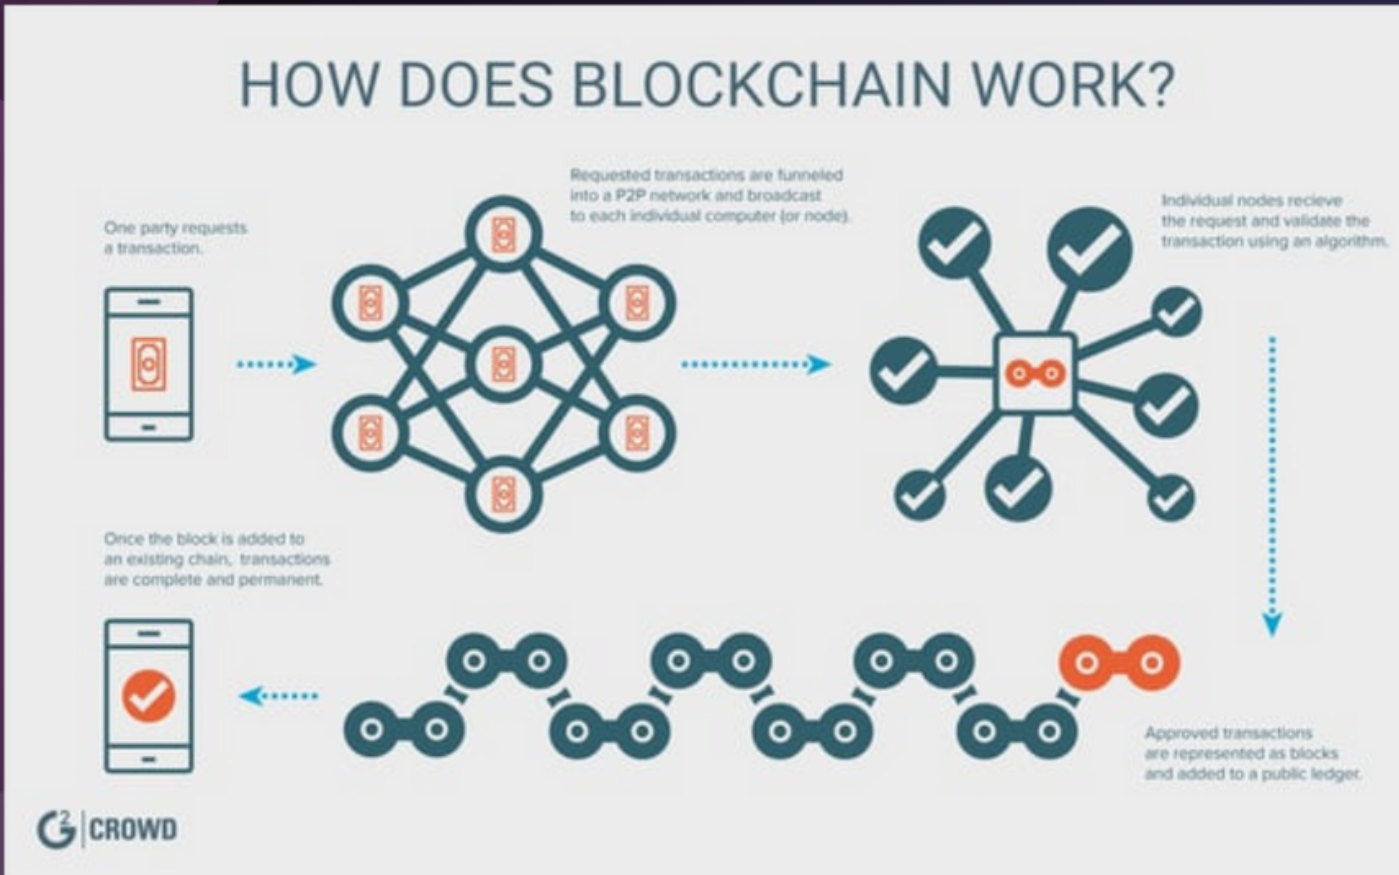 HOW DOES BLOCKCHAIN WORK?
One party requests
a transaction.
Requested transactions are funneled
into a P2P network and broadcast
to each individual computer (or node).
Individual nodes recieve
the request and validate the
transaction using an algorithm.
Approved transactions
are represented as blocks
and added to a public ledger.
Once the block is added to
an existing chain, transactions
are complete and permanent.
G2 | CROWD